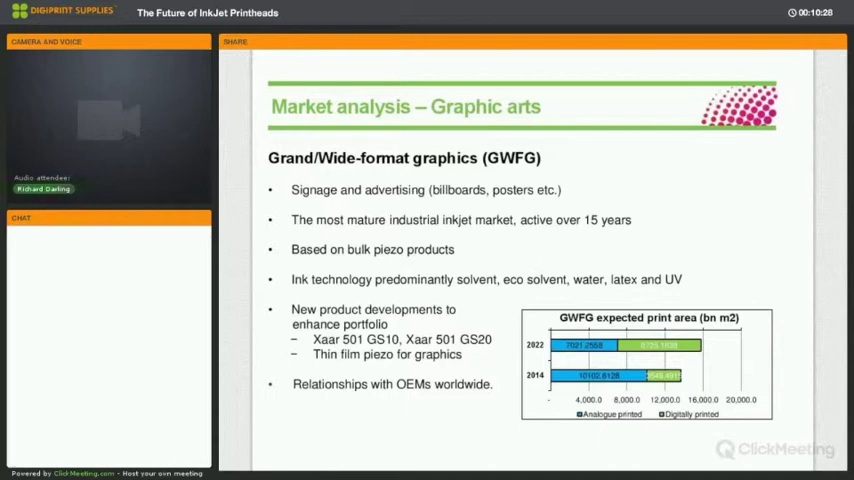 DIGIPRINT SUPPLIES
The Future of InkJet Printheads
00:10:28
CAMERA AND VOICE
Audio attendee:
Richard Darling
CHAT
SHARE
Market analysis – Graphic arts
Grand/Wide-format graphics (GWFG)
• Signage and advertising (billboards, posters etc.)
• The most mature industrial inkjet market, active over 15 years
• Based on bulk piezo products
• Ink technology predominantly solvent, eco solvent, water, latex and UV
• New product developments to
enhance portfolio
− Xaar 501 GS10, Xaar 501 GS20
− Thin film piezo for graphics
• Relationships with OEMs worldwide.
GWFG expected print area (bn m2)
2022
7021.2558
2014
10102.6128
- 4,000.0 8,000.0 12,000.0 16,000.0 20,000.0
Analogue printed Digitally printed
ClickMeeting
Powered by ClickMeeting.com - Host your own meeting